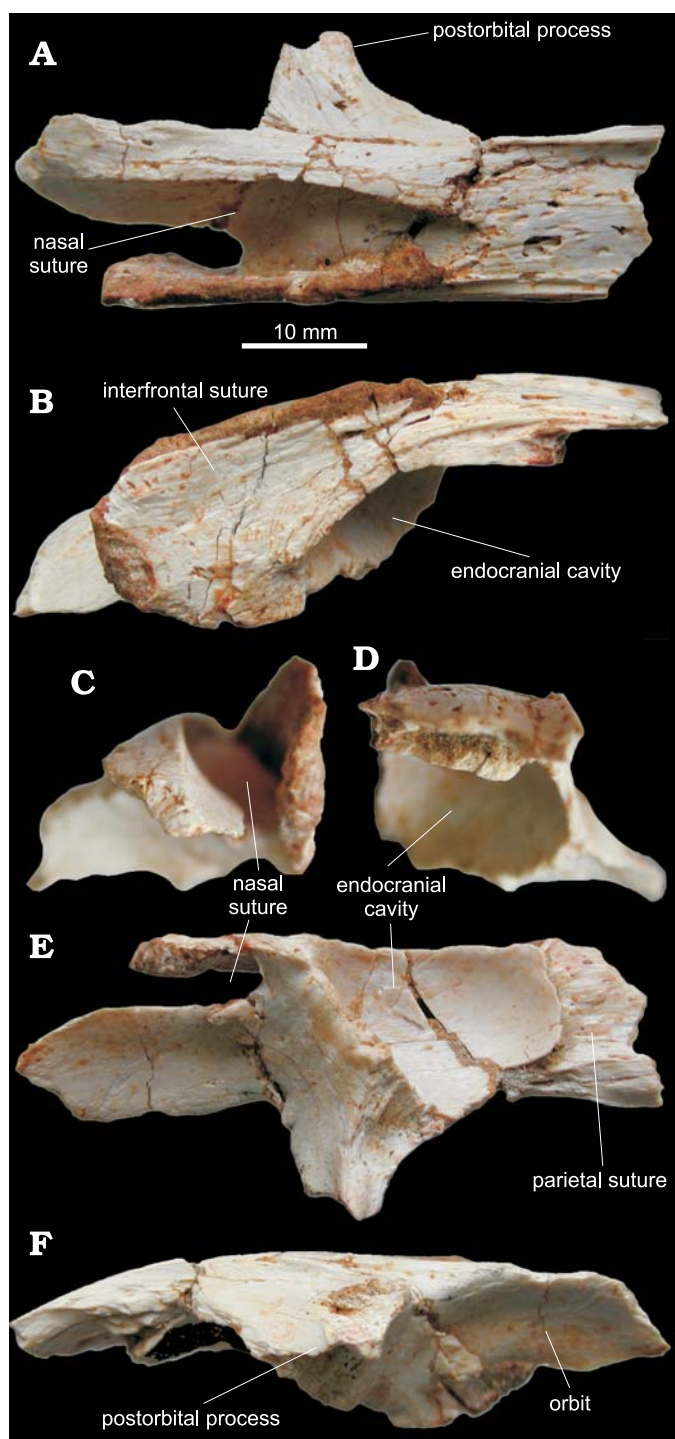 A
postorbital process
nasal
suture
10 mm
B
interfrontal suture
endocranial cavity
C
D
nasal
suture
endocranial
cavity
E
parietal suture
F
postorbital process
orbit